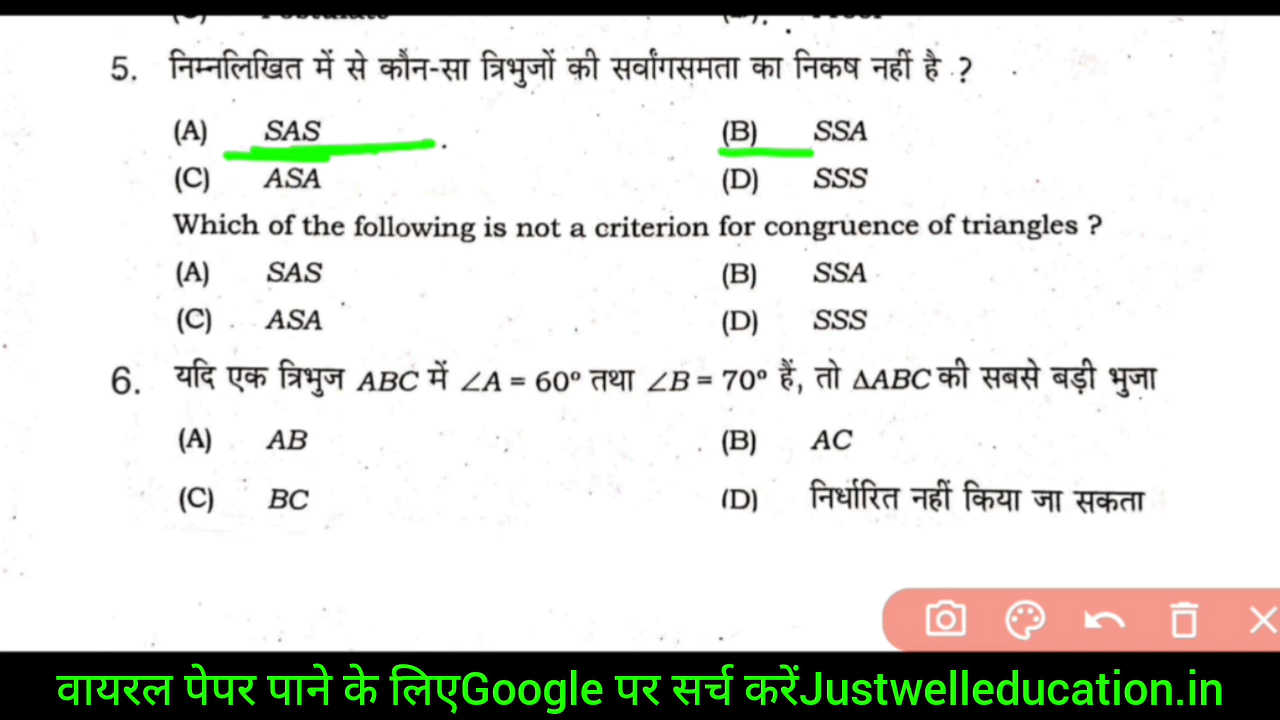 5. निम्नलिखित में से कौन-सा त्रिभुजों की सर्वांगसमता का निकष नहीं है ?
(A) SAS (B) SSA
(C) ASA (D) SSS
Which of the following is not a criterion for congruence of triangles ?
(A) SAS (B) SSA
(C) ASA (D) SSS
6. यदि एक त्रिभुज ABC में ∠A = 60° तथा ∠B = 70° हैं, तो ΔABC की सबसे बड़ी भुजा
(A) AB (B) AC
(C) BC (D) निर्धारित नहीं किया जा सकता
वायरल पेपर पाने के लिएGoogle पर सर्च करेंJustwelleducation.in